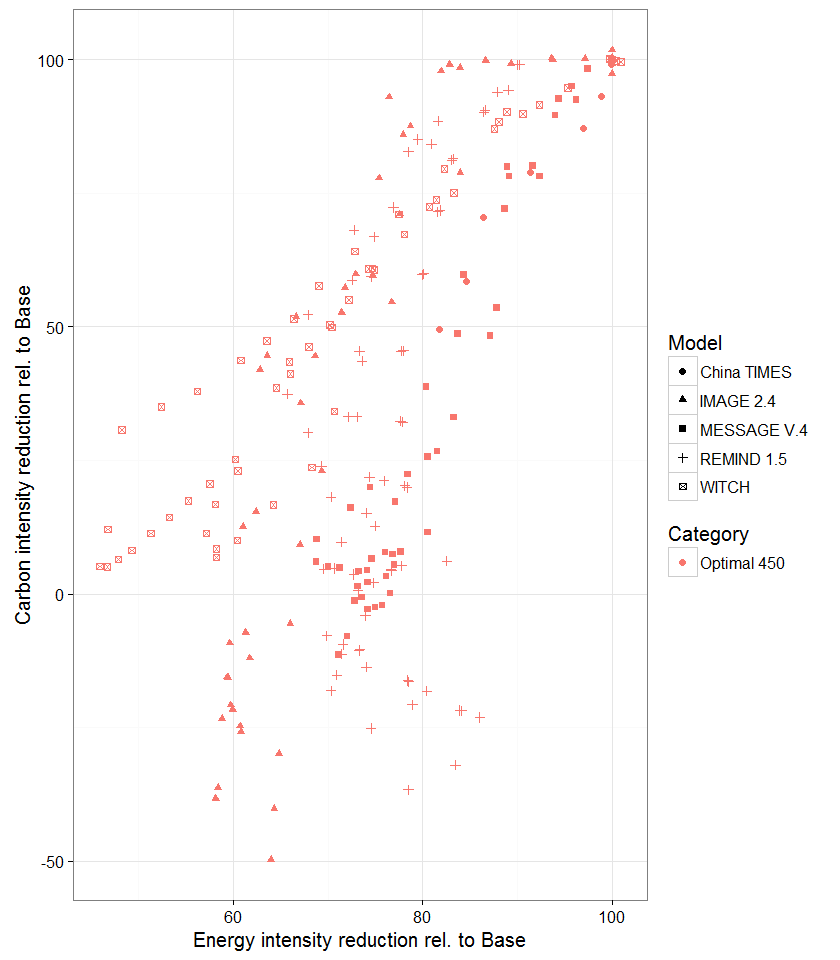 Carbon intensity reduction rel. to Base
100
50
0
-50
60 80 100
Energy intensity reduction rel. to Base
Model
China TIMES
IMAGE 2.4
MESSAGE V.4
REMIND 1.5
WITCH
Category
Optimal 450